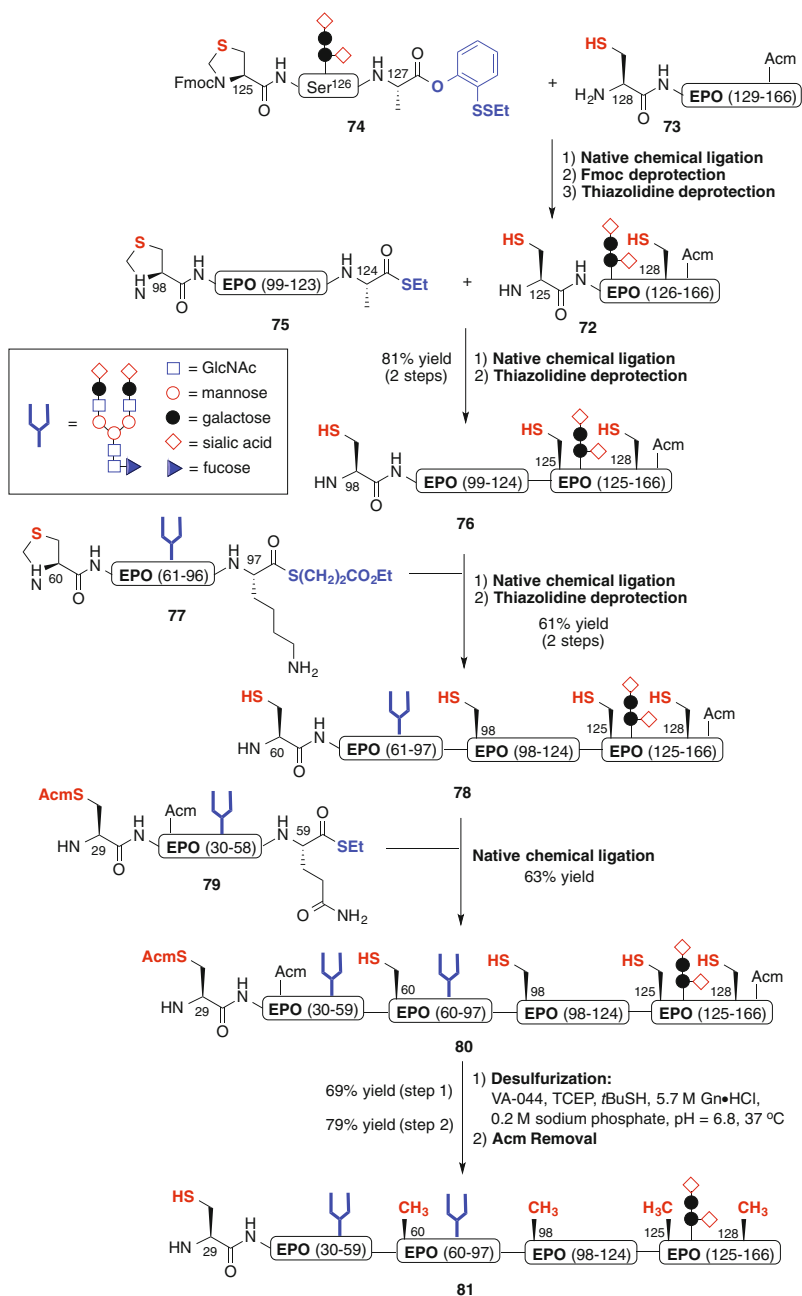 S
FmocN
125
O
H
N
Ser126
H
N
127
O
O
SSEt
74
+
HS
H2N
128
O
H
N
Acm
EPO (129-166)
73
1) Native chemical ligation
2) Fmoc deprotection
3) Thiazolidine deprotection
S
H
N
98
O
H
N
EPO (99-123)
H
N
124
O
SEt
75
+
HS
HN
125
O
H
N
HS
128
Acm
EPO (126-166)
72
81% yield
(2 steps)
1) Native chemical ligation
2) Thiazolidine deprotection
=
= GlcNAc
= mannose
= galactose
= sialic acid
= fucose
HS
HN
98
O
H
N
EPO (99-124)
HS
125
HS
128
Acm
EPO (125-166)
76
S
H
N
60
O
H
N
EPO (61-96)
H
N
97
O
S(CH2)2CO2Et
NH2
77
1) Native chemical ligation
2) Thiazolidine deprotection
61% yield
(2 steps)
HS
HN
60
O
H
N
EPO (61-97)
HS
98
EPO (98-124)
HS
125
HS
128
Acm
EPO (125-166)
78
AcmS
HN
29
O
H
N
Acm
EPO (30-58)
H
N
59
O
SEt
O
NH2
79
Native chemical ligation
63% yield
AcmS
HN
29
O
H
N
Acm
EPO (30-59)
HS
60
EPO (60-97)
HS
98
EPO (98-124)
HS
125
HS
128
Acm
EPO (125-166)
80
69% yield (step 1)
79% yield (step 2)
1) Desulfurization:
VA-044, TCEP, tBuSH, 5.7 M Gn•HCl,
0.2 M sodium phosphate, pH = 6.8, 37 ºC
2) Acm Removal
HS
HN
29
O
H
N
EPO (30-59)
CH3
60
EPO (60-97)
CH3
98
EPO (98-124)
H3C
125
CH3
128
EPO (125-166)
81